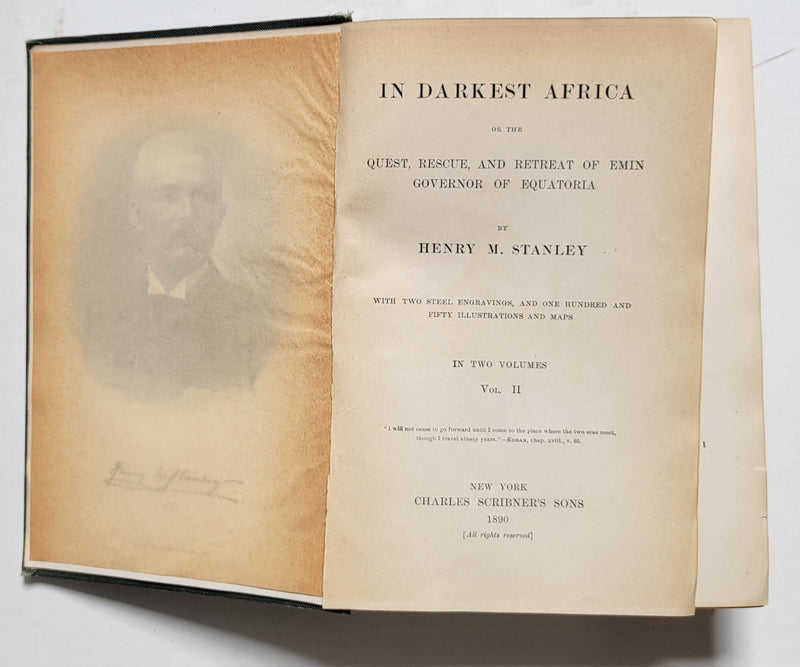 Henry M. Stanley
IN DARKEST AFRICA
OR THE
QUEST, RESCUE, AND RETREAT OF EMIN
GOVERNOR OF EQUATORIA
BY
HENRY M. STANLEY
WITH TWO STEEL ENGRAVINGS, AND ONE HUNDRED AND
FIFTY ILLUSTRATIONS AND MAPS
IN TWO VOLUMES
VOL. II
"I will not cease to go forward until I come to the place where the two seas meet,
though I travel ninety years."—KORAN, chap. xviii., v. 62.
NEW YORK
CHARLES SCRIBNER'S SONS
1890
[All rights reserved]